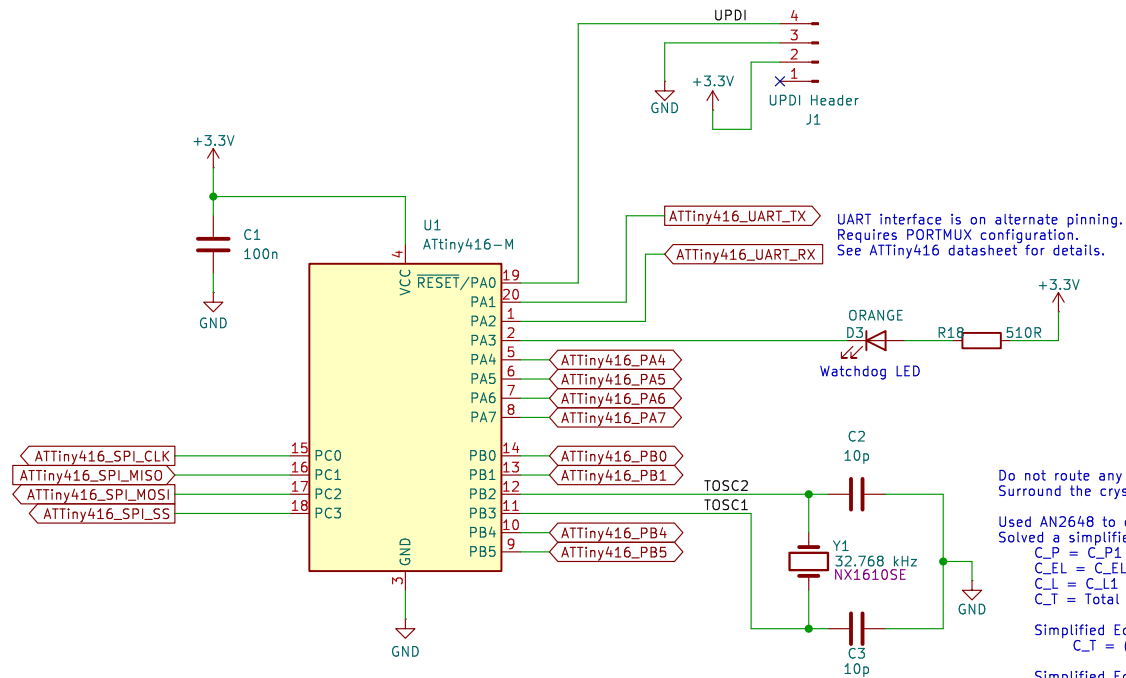 UPDI
4
3
2
1
GND
+3.3V
UPDI Header
J1
+3.3V
C1
100n
GND
U1
ATtiny416-M
4
VCC
RESET/PA0 19
PA1 20
PA2 1
PA3 2
PA4 5 ATTiny416_PA4
PA5 6 ATTiny416_PA5
PA6 7 ATTiny416_PA6
PA7 8 ATTiny416_PA7
ATTiny416_UART_TX
ATTiny416_UART_RX
UART interface is on alternate pinning.
Requires PORTMUX configuration.
See ATTiny416 datasheet for details.
+3.3V
ORANGE
D3
R18 510R
Watchdog LED
ATTiny416_SPI_CLK 15 PC0
ATTiny416_SPI_MISO 16 PC1
ATTiny416_SPI_MOSI 17 PC2
ATTiny416_SPI_SS 18 PC3
PB0 14 ATTiny416_PB0
PB1 13 ATTiny416_PB1
PB2 12 TOSC2
PB3 11 TOSC1
PB4 10 ATTiny416_PB4
PB5 9 ATTiny416_PB5
GND
3
GND
C2
10p
Y1
32.768 kHz
NX1610SE
C3
10p
GND
Do not route any
Surround the crys
Used AN2648 to
Solved a simplifie
C_P = C_P1
C_EL = C_EL
C_L = C_L1
C_T = Total
Simplified Eq
C_T = (
Simplified Eq